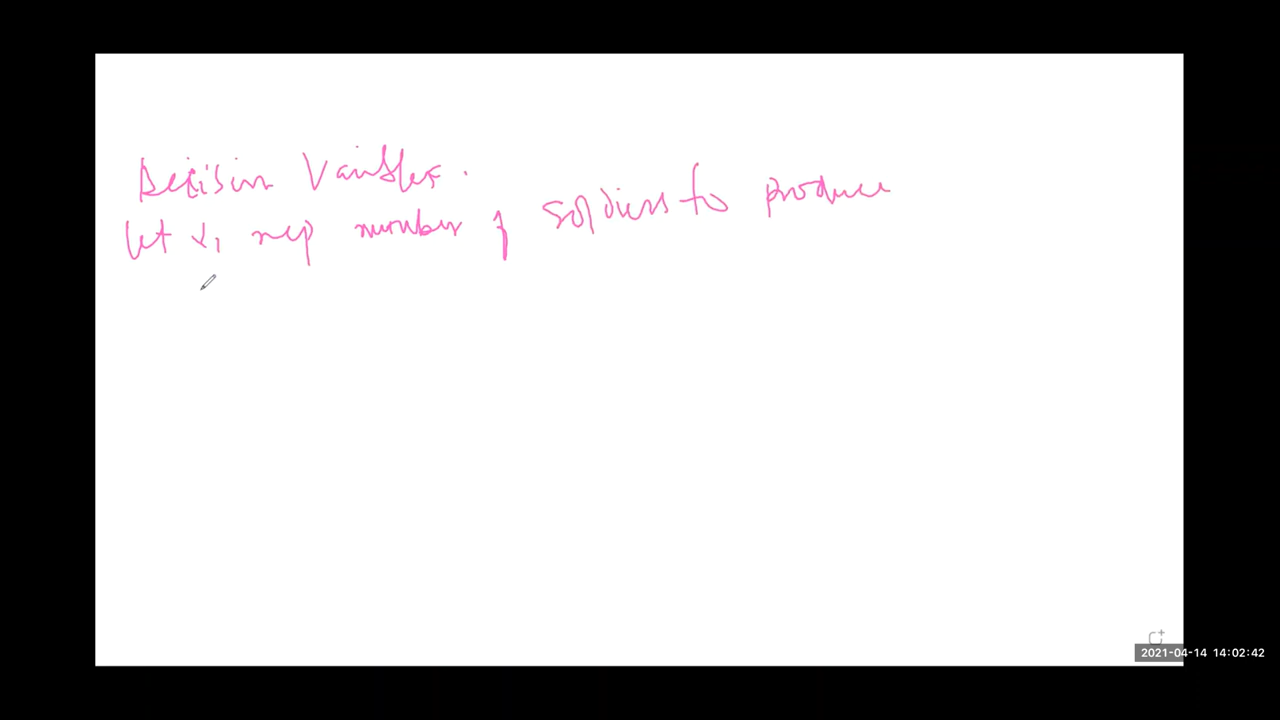 Decision Variables.
let x₁ rep number of soldiers to produce
2021-04-14 14:02:42